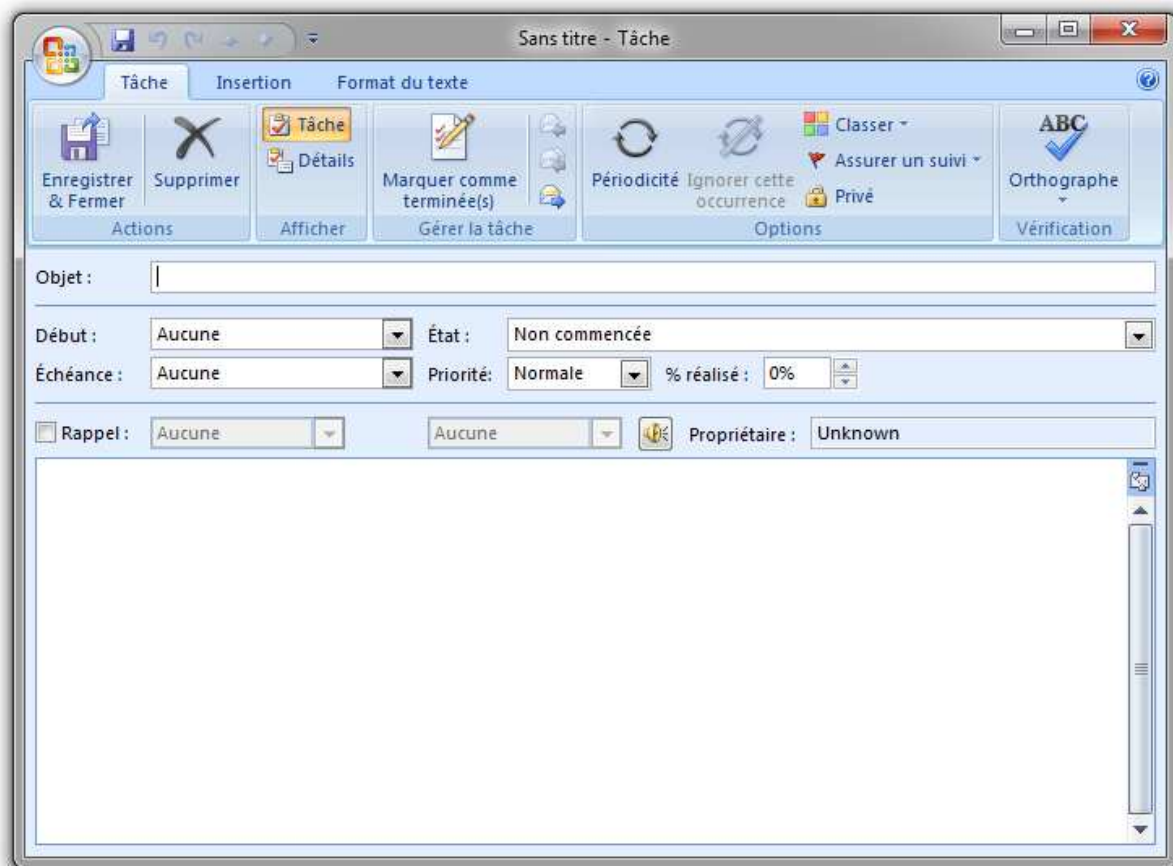 Sans titre - Tâche
Tâche Insertion Format du texte
Enregistrer & Fermer
Supprimer
Tâche
Détails
Marquer comme terminée(s)
Périodicité
Ignorer cette occurrence
Classer
Assurer un suivi
Privé
ABC
Orthographe
Actions Afficher Gérer la tâche Options Vérification
Objet :
Début : Aucune État : Non commencée
Échéance : Aucune Priorité: Normale % réalisé : 0%
Rappel : Aucune Aucune Propriétaire : Unknown